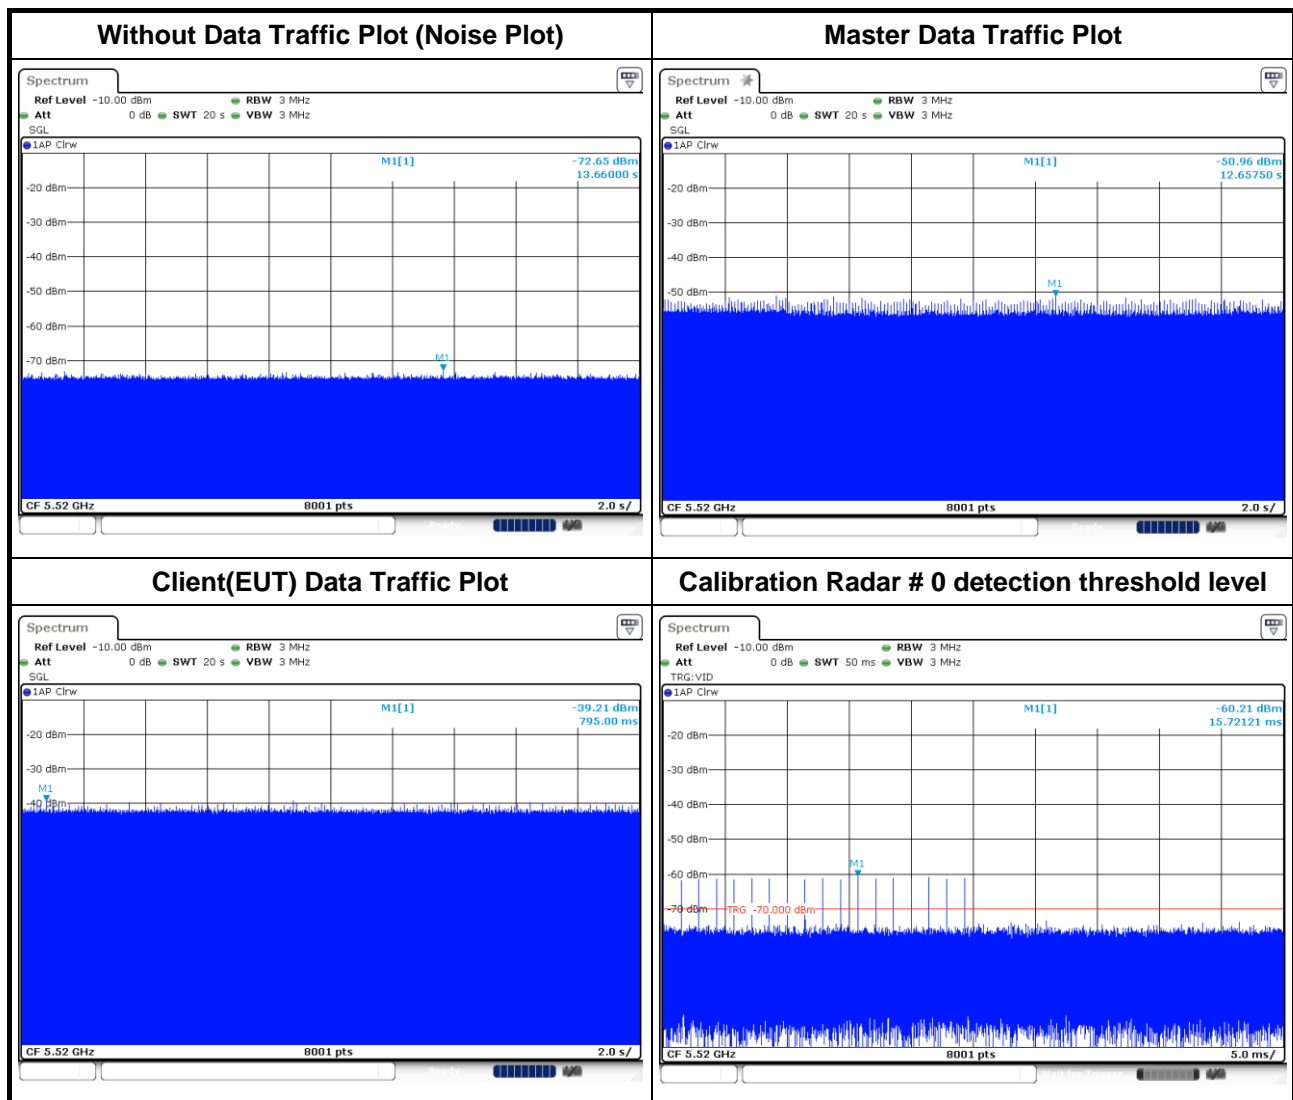 Without Data Traffic Plot (Noise Plot)
Master Data Traffic Plot
Spectrum
Ref Level -10.00 dBm RBW 3 MHz
Att 0 dB SWT 20 s VBW 3 MHz
SGL
1AP Clrw
M1[1] -72.65 dBm
13.66000 s
-20 dBm
-30 dBm
-40 dBm
-50 dBm
-60 dBm
-70 dBm
M1
CF 5.52 GHz 8001 pts 2.0 s/
Ready
Spectrum
Ref Level -10.00 dBm RBW 3 MHz
Att 0 dB SWT 20 s VBW 3 MHz
SGL
1AP Clrw
M1[1] -50.96 dBm
12.65750 s
-20 dBm
-30 dBm
-40 dBm
-50 dBm
M1
CF 5.52 GHz 8001 pts 2.0 s/
Ready
Client(EUT) Data Traffic Plot
Calibration Radar # 0 detection threshold level
Spectrum
Ref Level -10.00 dBm RBW 3 MHz
Att 0 dB SWT 20 s VBW 3 MHz
SGL
1AP Clrw
M1[1] -39.21 dBm
795.00 ms
-20 dBm
-30 dBm
M1
-40 dBm
CF 5.52 GHz 8001 pts 2.0 s/
Ready
Spectrum
Ref Level -10.00 dBm RBW 3 MHz
Att 0 dB SWT 50 ms VBW 3 MHz
TRG:VID
1AP Clrw
M1[1] -60.21 dBm
15.72121 ms
-20 dBm
-30 dBm
-40 dBm
-50 dBm
M1
-60 dBm
-70 dBm TRG -70.000 dBm
CF 5.52 GHz 8001 pts 5.0 ms/
Wait for Trigger